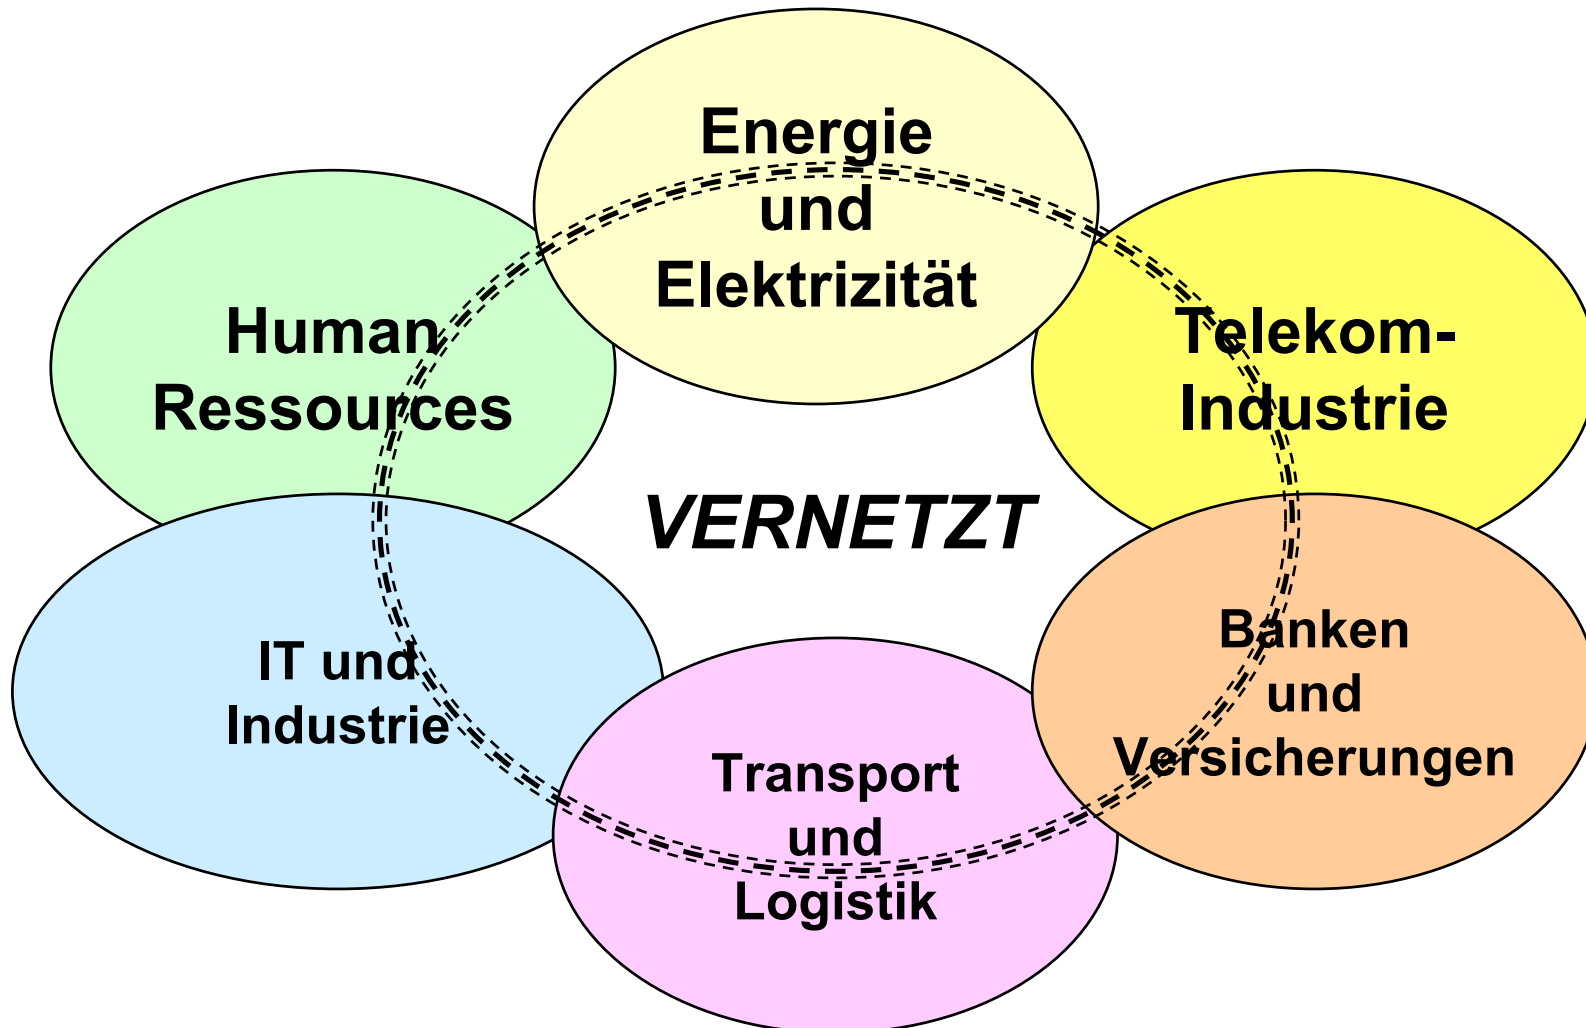 Energie
und
Elektrizität
Human
Ressources
Telekom-
Industrie
VERNETZT
IT und
Industrie
Banken
und
Versicherungen
Transport
und
Logistik